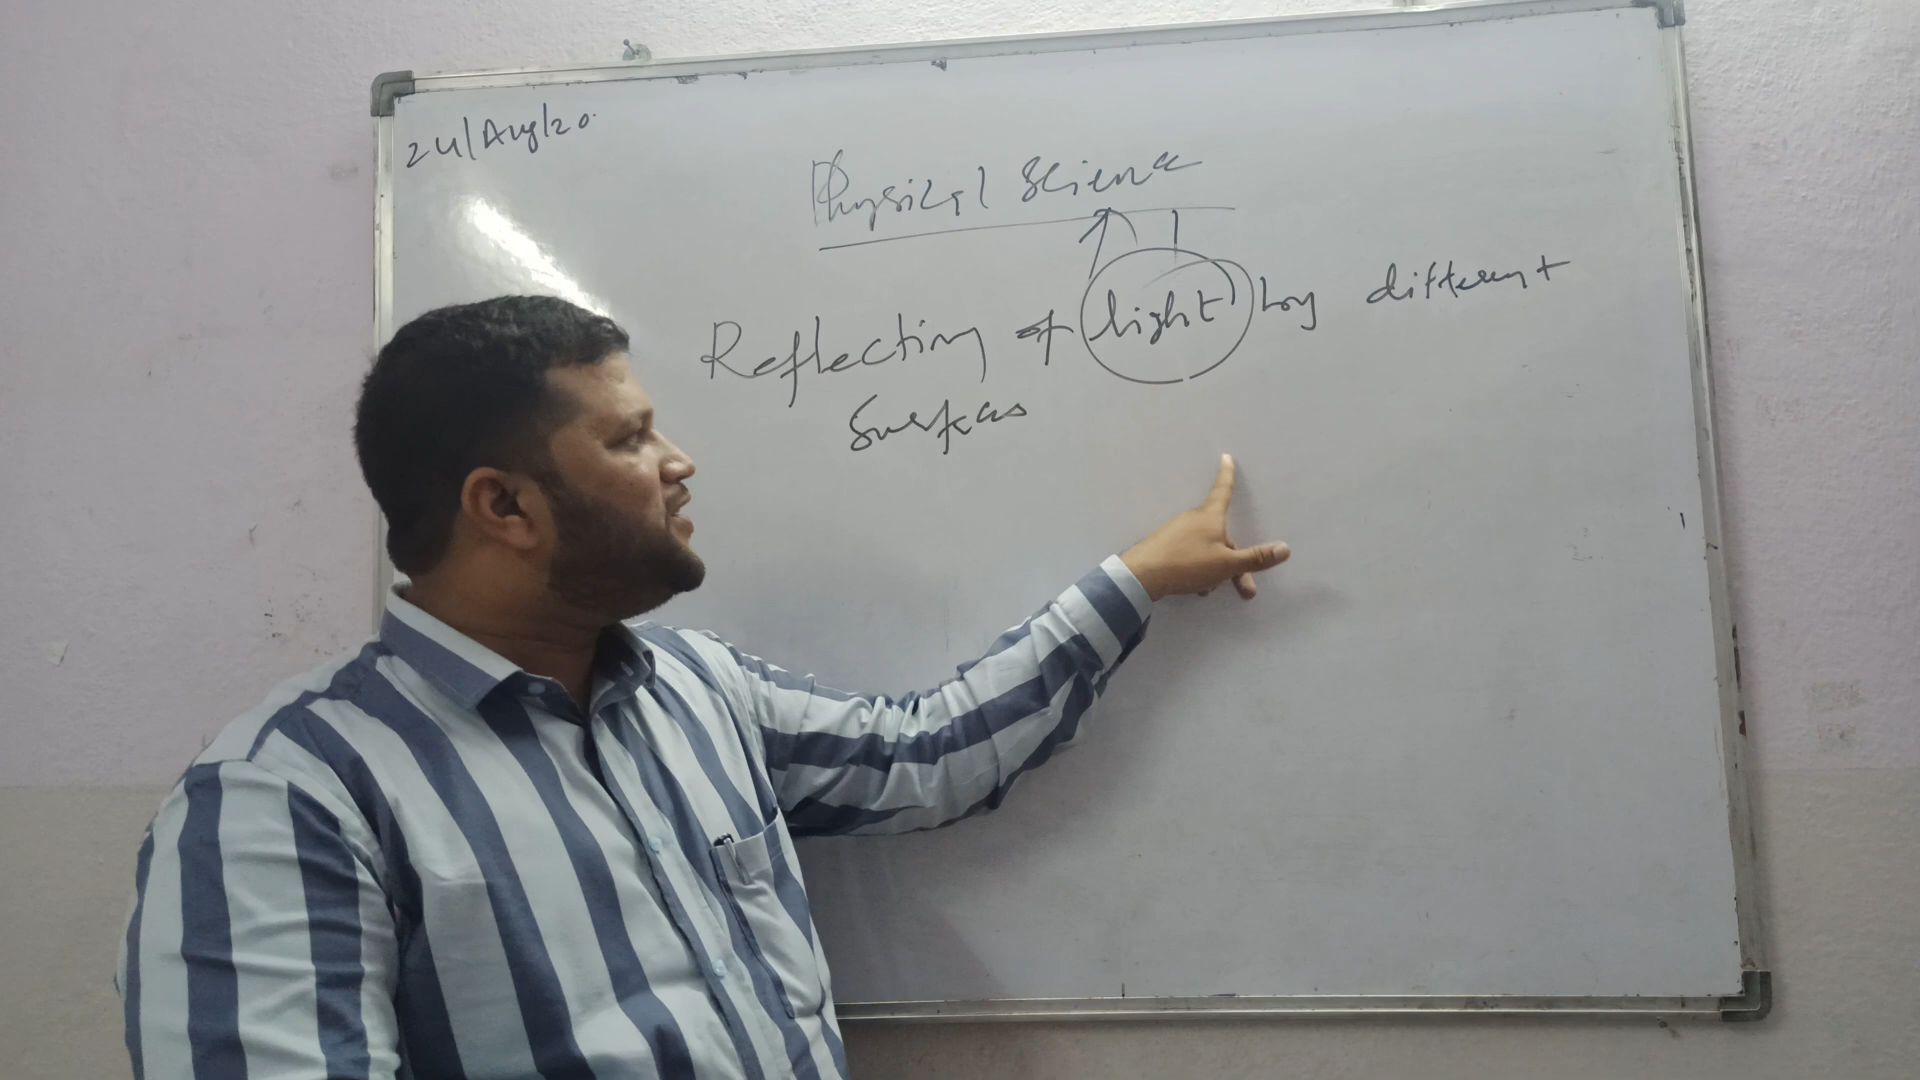 24/Aug/20.
Physical Science
Reflecting of light by different
Surfaces